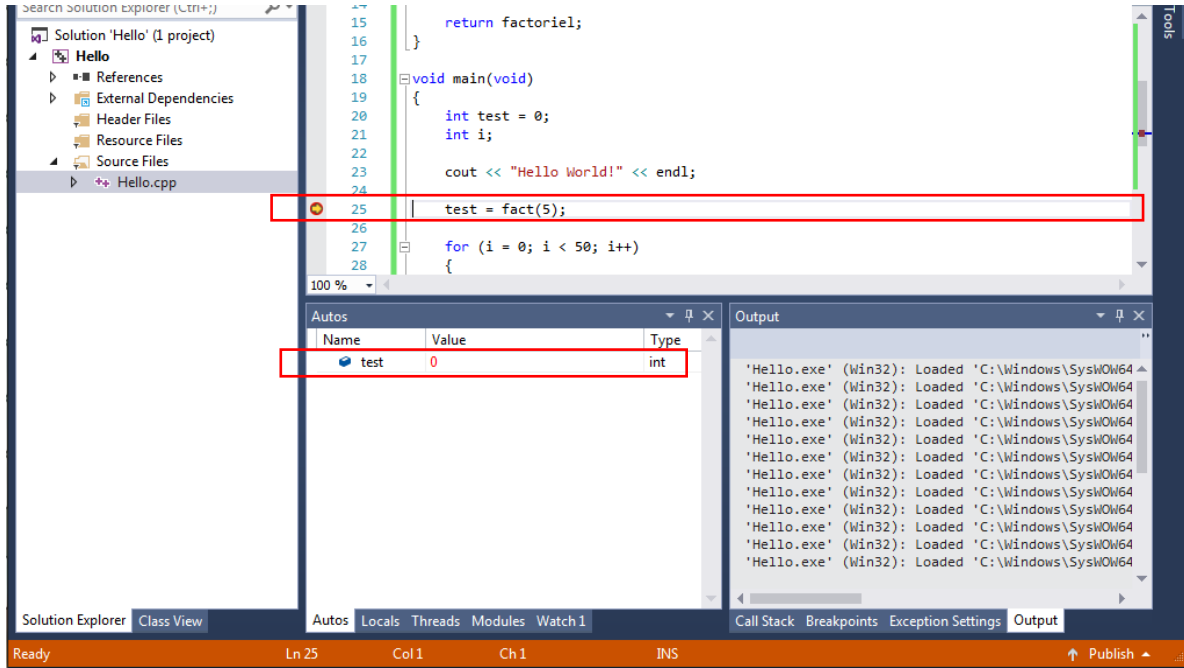 Search Solution Explorer (Ctrl+;)
Solution 'Hello' (1 project)
Hello
References
External Dependencies
Header Files
Resource Files
Source Files
Hello.cpp
Solution Explorer Class View
14
15 return factoriel;
16 }
17
18 void main(void)
19 {
20 int test = 0;
21 int i;
22
23 cout << "Hello World!" << endl;
24
25 test = fact(5);
26
27 for (i = 0; i < 50; i++)
28 {
100 %
Tools
Autos
Name Value Type
test 0 int
Autos Locals Threads Modules Watch 1
Output
'Hello.exe' (Win32): Loaded 'C:\Windows\SysWOW64
'Hello.exe' (Win32): Loaded 'C:\Windows\SysWOW64
'Hello.exe' (Win32): Loaded 'C:\Windows\SysWOW64
'Hello.exe' (Win32): Loaded 'C:\Windows\SysWOW64
'Hello.exe' (Win32): Loaded 'C:\Windows\SysWOW64
'Hello.exe' (Win32): Loaded 'C:\Windows\SysWOW64
'Hello.exe' (Win32): Loaded 'C:\Windows\SysWOW64
'Hello.exe' (Win32): Loaded 'C:\Windows\SysWOW64
'Hello.exe' (Win32): Loaded 'C:\Windows\SysWOW64
'Hello.exe' (Win32): Loaded 'C:\Windows\SysWOW64
'Hello.exe' (Win32): Loaded 'C:\Windows\SysWOW64
'Hello.exe' (Win32): Loaded 'C:\Windows\SysWOW64
Call Stack Breakpoints Exception Settings Output
Ready Ln 25 Col 1 Ch 1 INS Publish